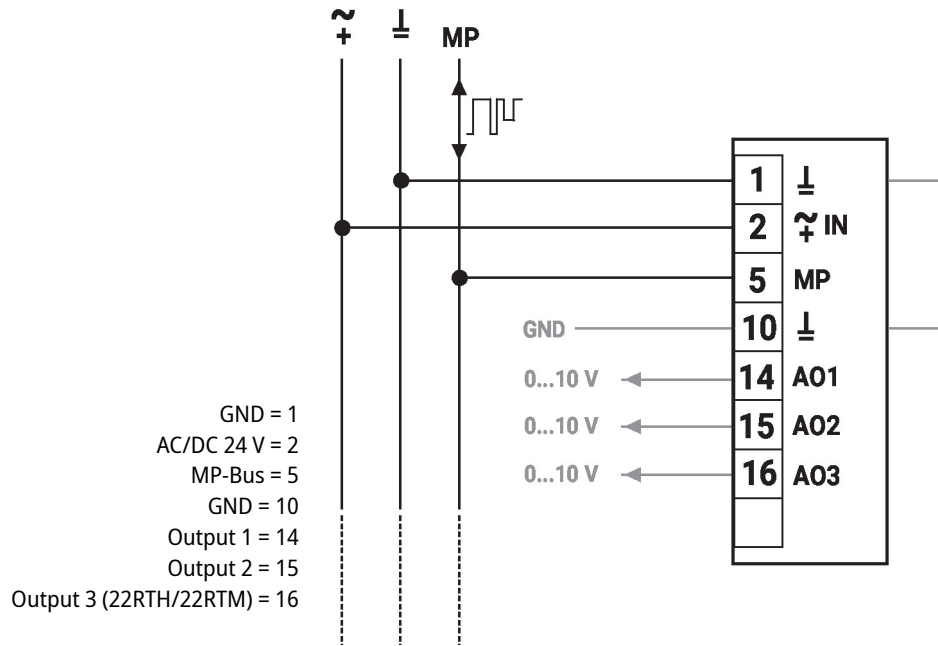 ~
+
⊥
MP
1 ⊥
2 ~
+ IN
5 MP
GND 10 ⊥
0...10 V 14 AO1
0...10 V 15 AO2
0...10 V 16 AO3
GND = 1
AC/DC 24 V = 2
MP-Bus = 5
GND = 10
Output 1 = 14
Output 2 = 15
Output 3 (22RTH/22RTM) = 16